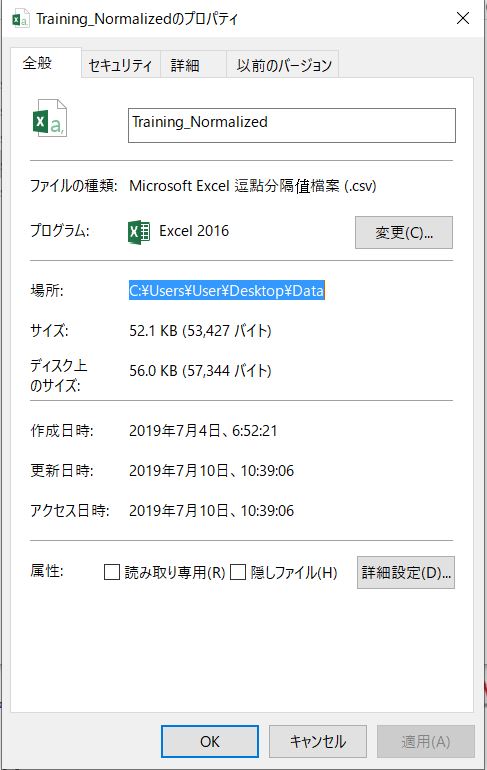 Training_Normalizedのプロパティ
全般 セキュリティ 詳細 以前のバージョン
Training_Normalized
ファイルの種類: Microsoft Excel 逗點分隔值檔案 (.csv)
プログラム: Excel 2016 変更(C)...
場所: C:¥Users¥User¥Desktop¥Data
サイズ: 52.1 KB (53,427 バイト)
ディスク上
のサイズ: 56.0 KB (57,344 バイト)
作成日時: 2019年7月4日、6:52:21
更新日時: 2019年7月10日、10:39:06
アクセス日時: 2019年7月10日、10:39:06
属性: 読み取り専用(R) 隠しファイル(H) 詳細設定(D)...
OK キャンセル 適用(A)